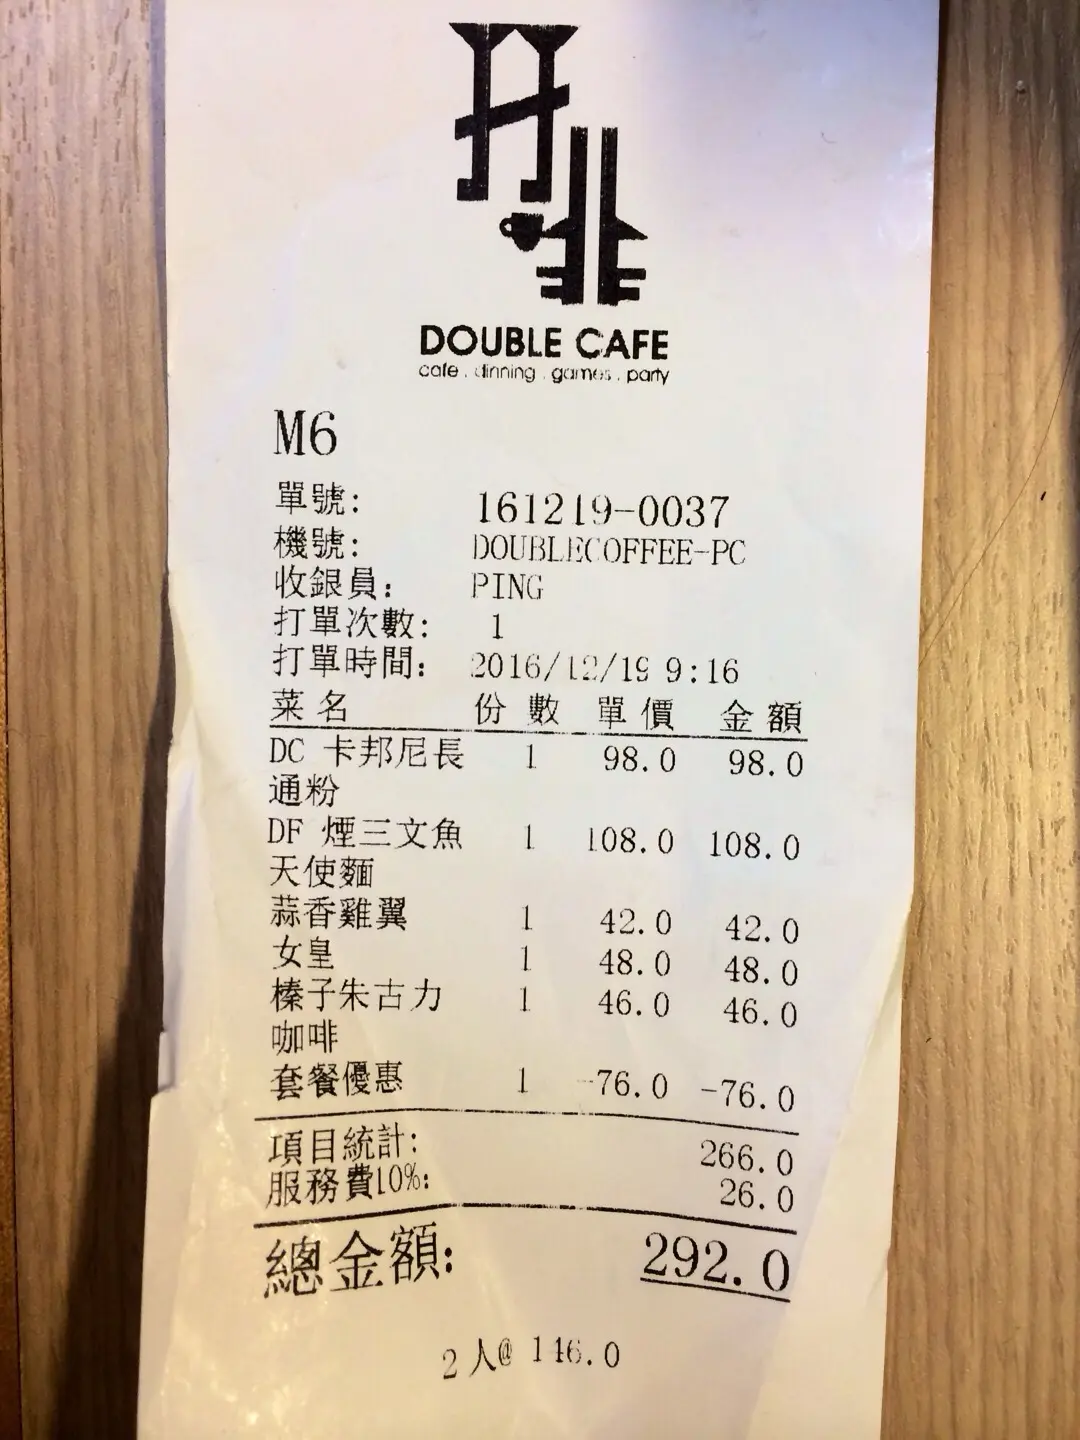 DOUBLE CAFE
cafe . dinning . games . party
M6
單號: 161219-0037
機號: DOUBLECOFFEE-PC
收銀員: PING
打單次數: 1
打單時間: 2016/12/19 9:16
菜名 份數 單價 金額
DC 卡邦尼長 1 98.0 98.0
通粉
DF 煙三文魚 1 108.0 108.0
天使麵
蒜香雞翼 1 42.0 42.0
女皇 1 48.0 48.0
榛子朱古力 1 46.0 46.0
咖啡
套餐優惠 1 -76.0 -76.0
項目統計: 266.0
服務費10%: 26.0
總金額: 292.0
2人@ 146.0